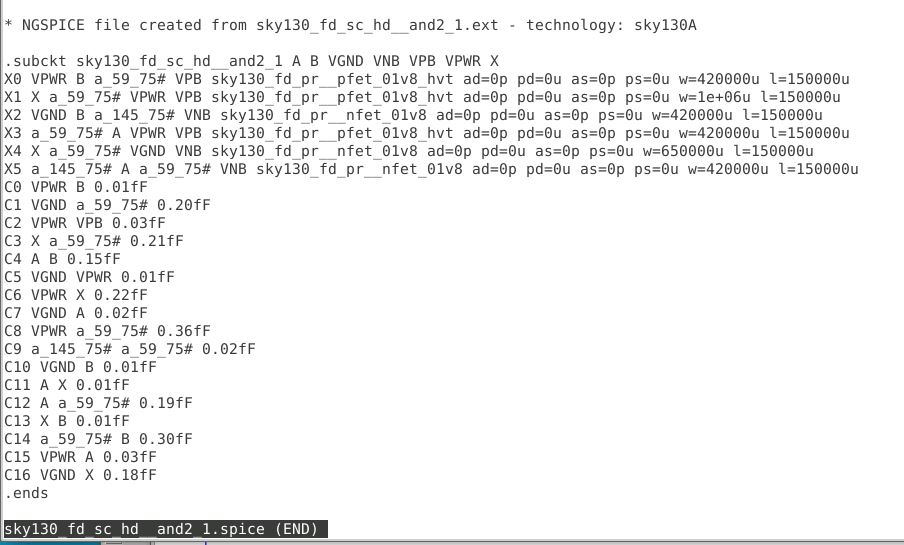 * NGSPICE file created from sky130_fd_sc_hd__and2_1.ext - technology: sky130A
.subckt sky130_fd_sc_hd__and2_1 A B VGND VNB VPB VPWR X
X0 VPWR B a_59_75# VPB sky130_fd_pr__pfet_01v8_hvt ad=0p pd=0u as=0p ps=0u w=420000u l=150000u
X1 X a_59_75# VPWR VPB sky130_fd_pr__pfet_01v8_hvt ad=0p pd=0u as=0p ps=0u w=1e+06u l=150000u
X2 VGND B a_145_75# VNB sky130_fd_pr__nfet_01v8 ad=0p pd=0u as=0p ps=0u w=420000u l=150000u
X3 a_59_75# A VPWR VPB sky130_fd_pr__pfet_01v8_hvt ad=0p pd=0u as=0p ps=0u w=420000u l=150000u
X4 X a_59_75# VGND VNB sky130_fd_pr__nfet_01v8 ad=0p pd=0u as=0p ps=0u w=650000u l=150000u
X5 a_145_75# A a_59_75# VNB sky130_fd_pr__nfet_01v8 ad=0p pd=0u as=0p ps=0u w=420000u l=150000u
C0 VPWR B 0.01fF
C1 VGND a_59_75# 0.20fF
C2 VPWR VPB 0.03fF
C3 X a_59_75# 0.21fF
C4 A B 0.15fF
C5 VGND VPWR 0.01fF
C6 VPWR X 0.22fF
C7 VGND A 0.02fF
C8 VPWR a_59_75# 0.36fF
C9 a_145_75# a_59_75# 0.02fF
C10 VGND B 0.01fF
C11 A X 0.01fF
C12 A a_59_75# 0.19fF
C13 X B 0.01fF
C14 a_59_75# B 0.30fF
C15 VPWR A 0.03fF
C16 VGND X 0.18fF
.ends
sky130_fd_sc_hd__and2_1.spice (END)